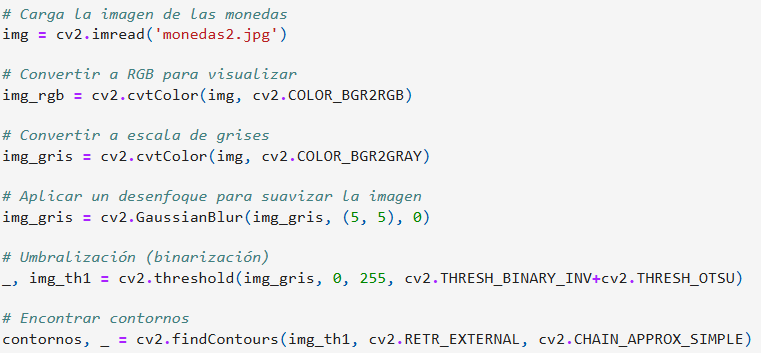 # Carga la imagen de las monedas
img = cv2.imread('monedas2.jpg')
# Convertir a RGB para visualizar
img_rgb = cv2.cvtColor(img, cv2.COLOR_BGR2RGB)
# Convertir a escala de grises
img_gris = cv2.cvtColor(img, cv2.COLOR_BGR2GRAY)
# Aplicar un desenfoque para suavizar la imagen
img_gris = cv2.GaussianBlur(img_gris, (5, 5), 0)
# Umbralización (binarización)
_, img_th1 = cv2.threshold(img_gris, 0, 255, cv2.THRESH_BINARY_INV+cv2.THRESH_OTSU)
# Encontrar contornos
contornos, _ = cv2.findContours(img_th1, cv2.RETR_EXTERNAL, cv2.CHAIN_APPROX_SIMPLE)